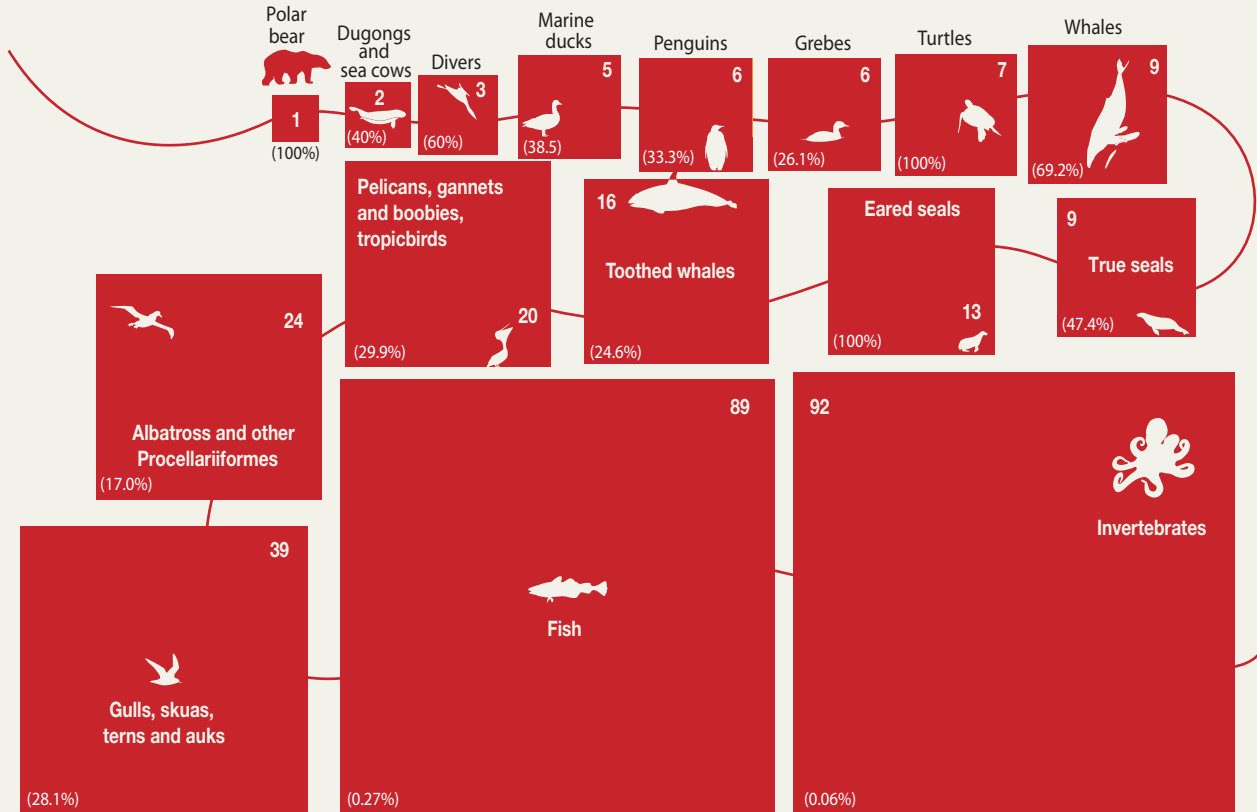 Polar
bear
1
(100%)
Dugongs
and
sea cows
2
(40%)
Divers
3
(60%)
Marine
ducks
5
(38.5)
Penguins
6
(33.3%)
Grebes
6
(26.1%)
Turtles
7
(100%)
Whales
9
(69.2%)
9
True seals
(47.4%)
Eared seals
13
(100%)
16
Toothed whales
(24.6%)
Pelicans, gannets
and boobies,
tropicbirds
20
(29.9%)
24
Albatross and other
Procellariiformes
(17.0%)
39
Gulls, skuas,
terns and auks
(28.1%)
89
Fish
(0.27%)
92
Invertebrates
(0.06%)